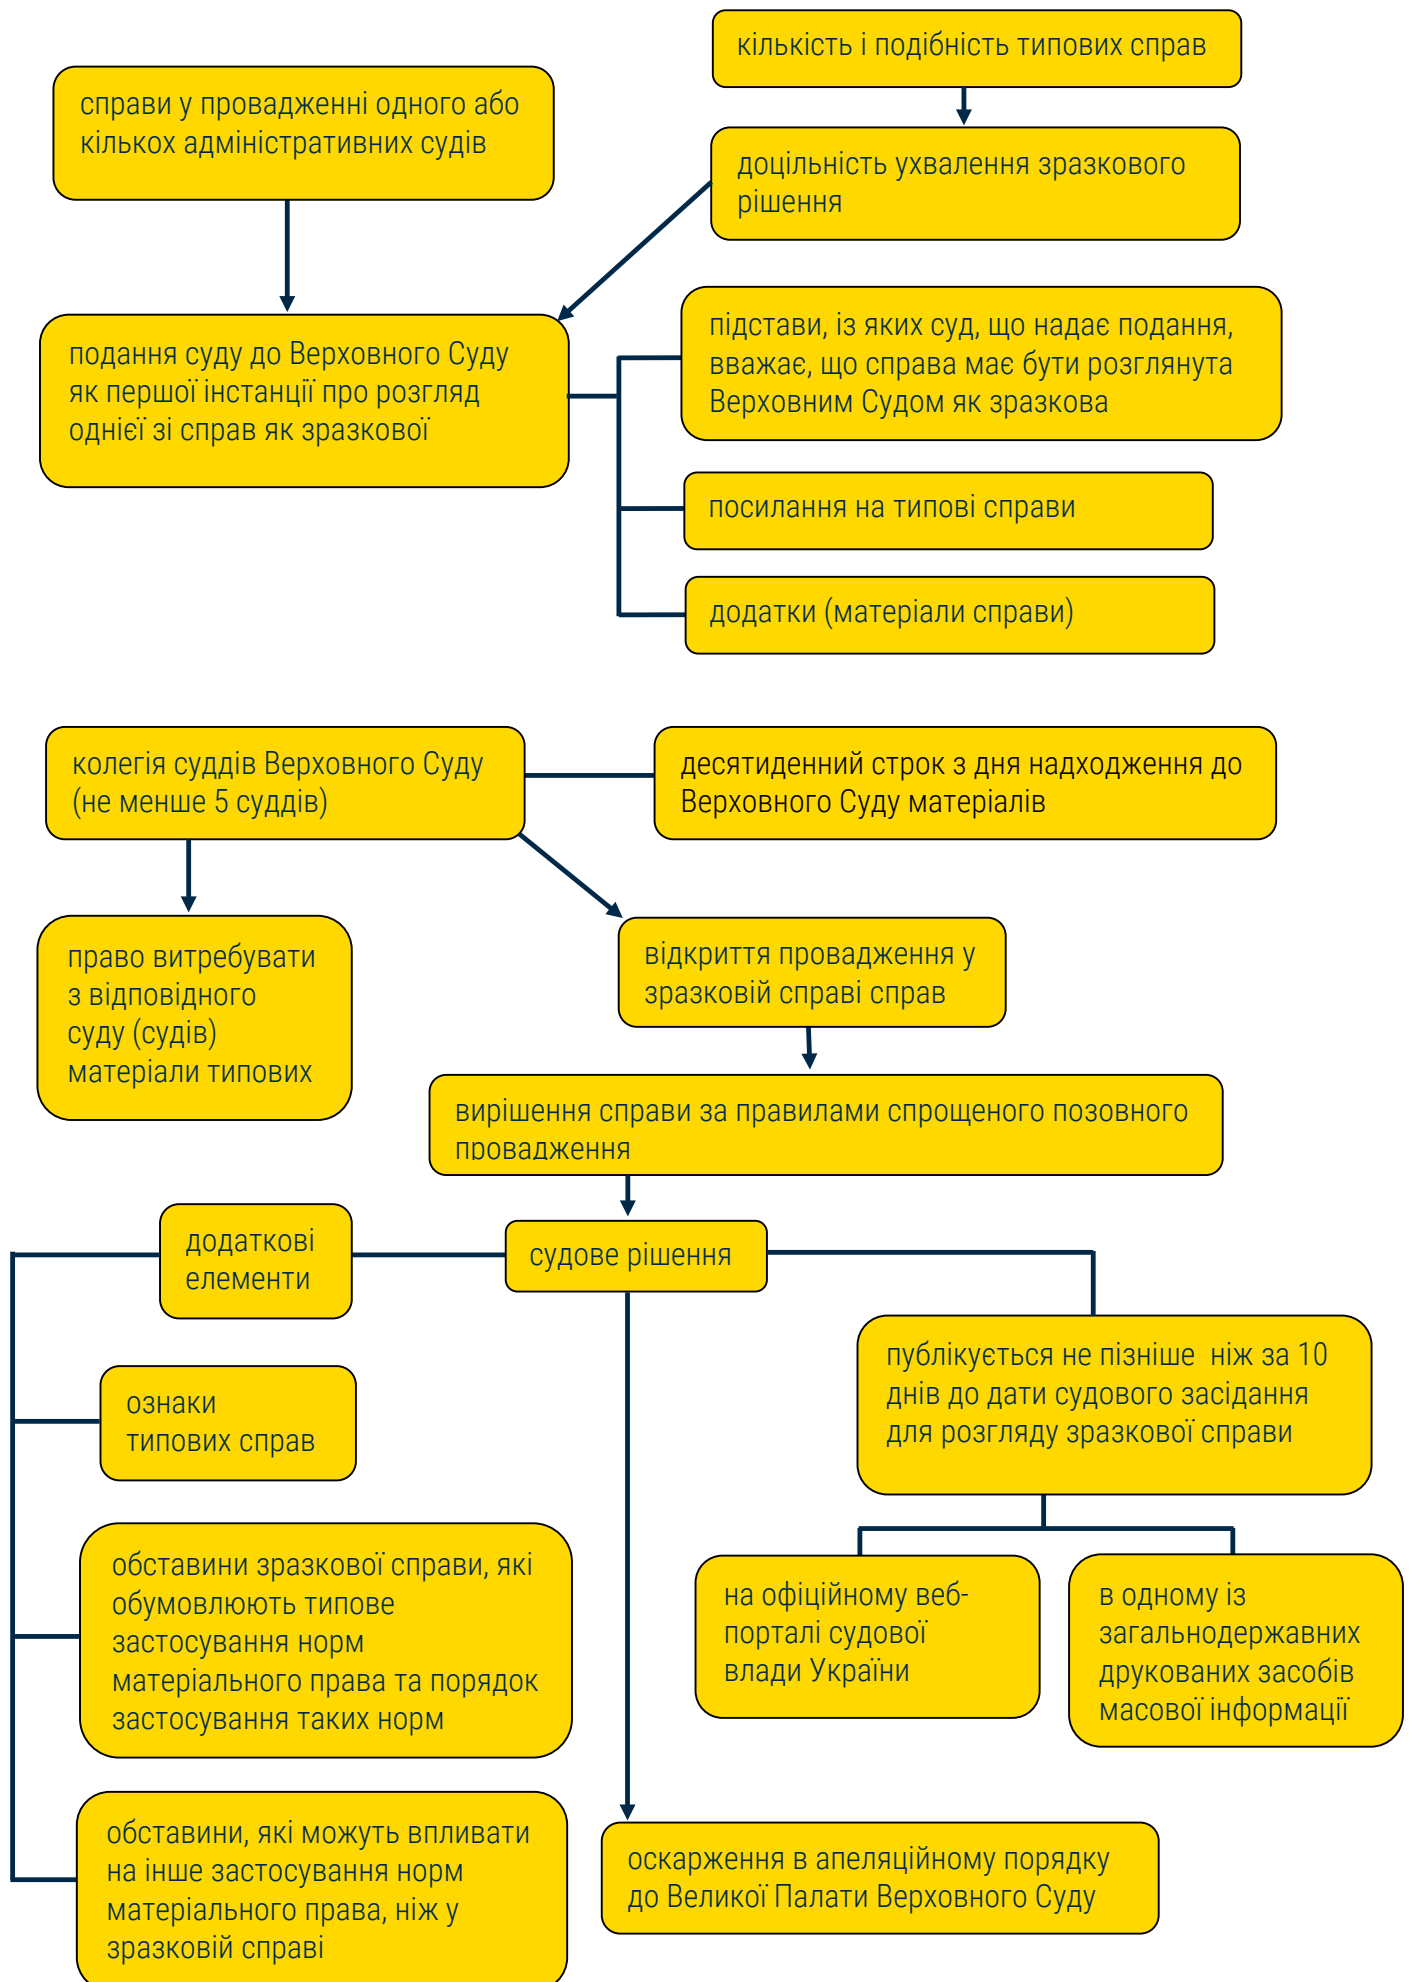 кількість і подібність типових справ
справи у провадженні одного або
кількох адміністративних судів
доцільність ухвалення зразкового
рішення
подання суду до Верховного Суду
як першої інстанції про розгляд
однієї зі справ як зразкової
підстави, із яких суд, що надає подання,
вважає, що справа має бути розглянута
Верховним Судом як зразкова
посилання на типові справи
додатки (матеріали справи)
колегія суддів Верховного Суду
(не менше 5 суддів)
десятиденний строк з дня надходження до
Верховного Суду матеріалів
право витребувати
з відповідного
суду (судів)
матеріали типових
відкриття провадження у
зразковій справі справ
вирішення справи за правилами спрощеного позовного
провадження
додаткові
елементи
судове рішення
публікується не пізніше  ніж за 10
днів до дати судового засідання
для розгляду зразкової справи
ознаки
типових справ
обставини зразкової справи, які
обумовлюють типове
застосування норм
матеріального права та порядок
застосування таких норм
на офіційному веб-
порталі судової
влади України
в одному із
загальнодержавних
друкованих засобів
масової інформації
обставини, які можуть впливати
на інше застосування норм
матеріального права, ніж у
зразковій справі
оскарження в апеляційному порядку
до Великої Палати Верховного Суду